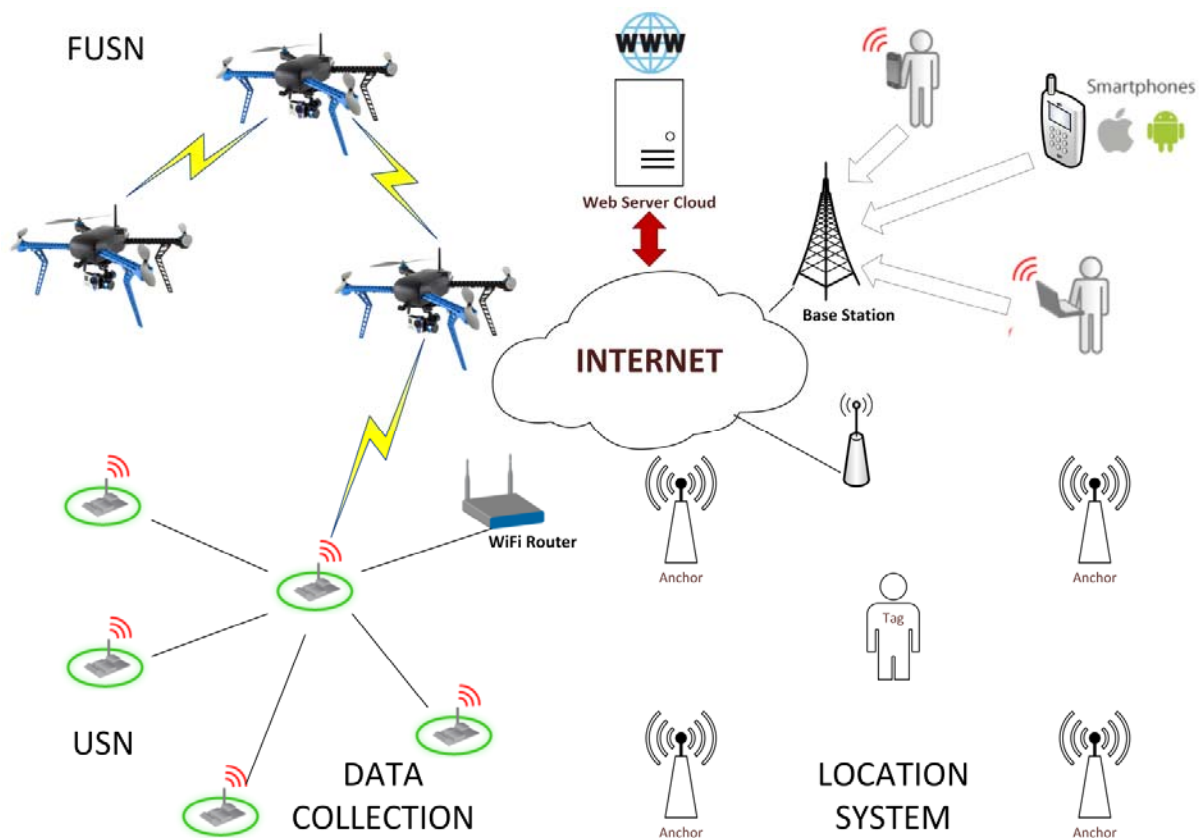 FUSN
WWW
Smartphones
Web Server Cloud
Base Station
INTERNET
WiFi Router
Anchor
Anchor
Tag
USN
DATA
COLLECTION
LOCATION
SYSTEM
Anchor
Anchor